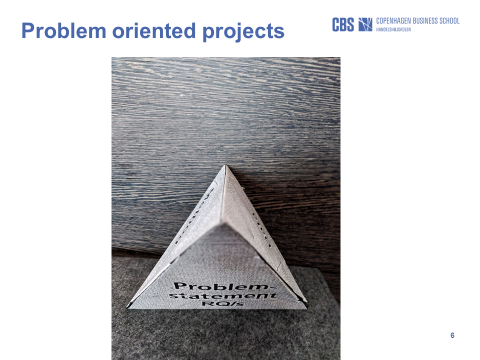 Problem oriented projects
CBS COPENHAGEN BUSINESS SCHOOL
HANDELSHØJSKOLEN
Problem-
statement
RQ/s
6